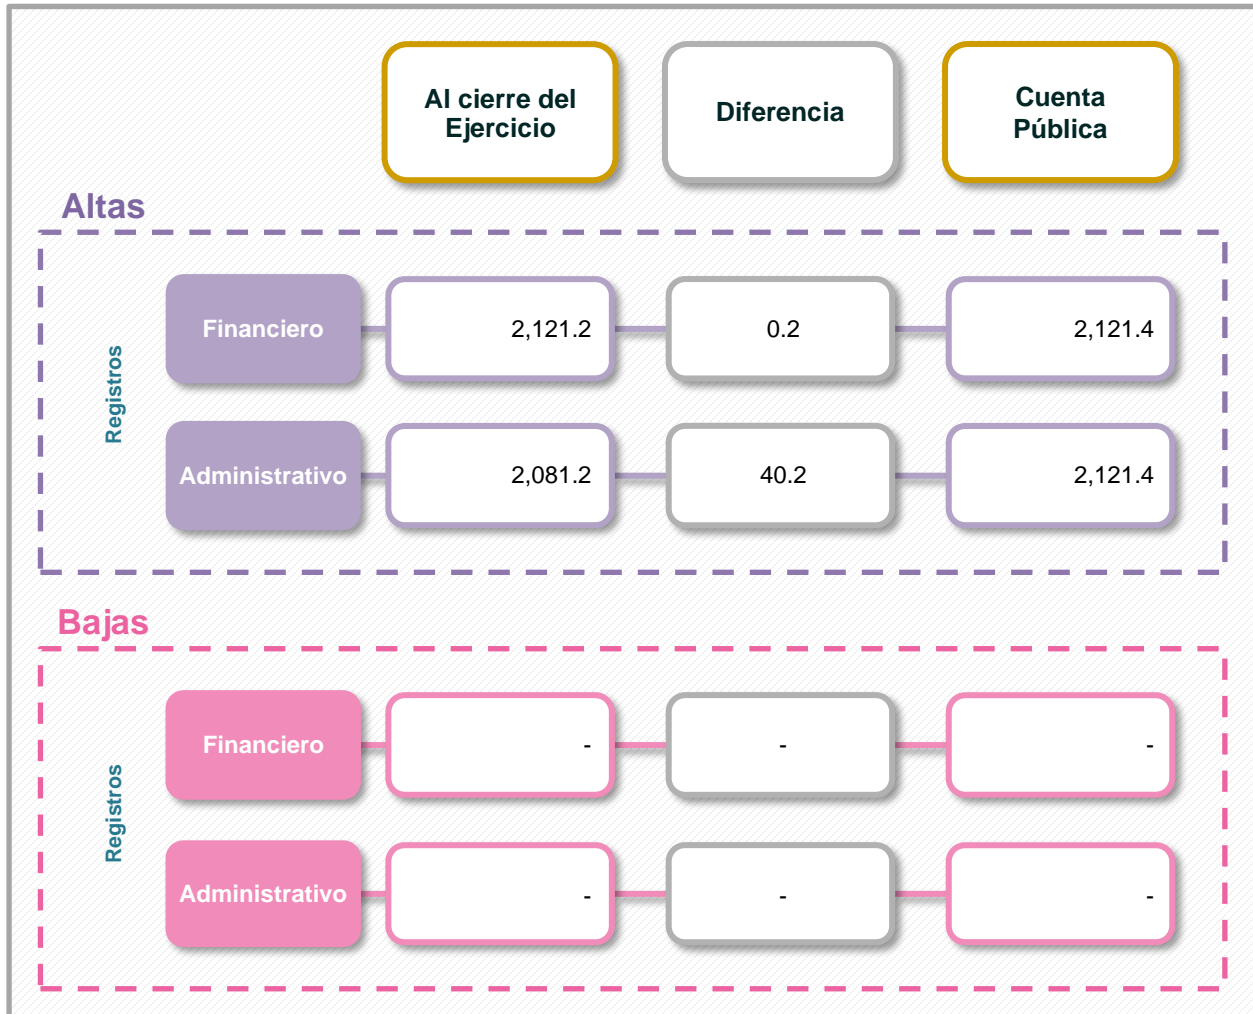 Al cierre del
Ejercicio
Diferencia
Cuenta
Pública
Altas
Registros
Financiero
2,121.2
0.2
2,121.4
Administrativo
2,081.2
40.2
2,121.4
Bajas
Registros
Financiero
-
-
-
Administrativo
-
-
-